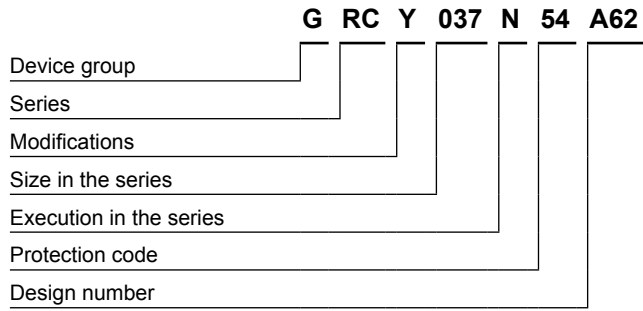 G RC Y 037 N 54 A62
Device group
Series
Modifications
Size in the series
Execution in the series
Protection code
Design number